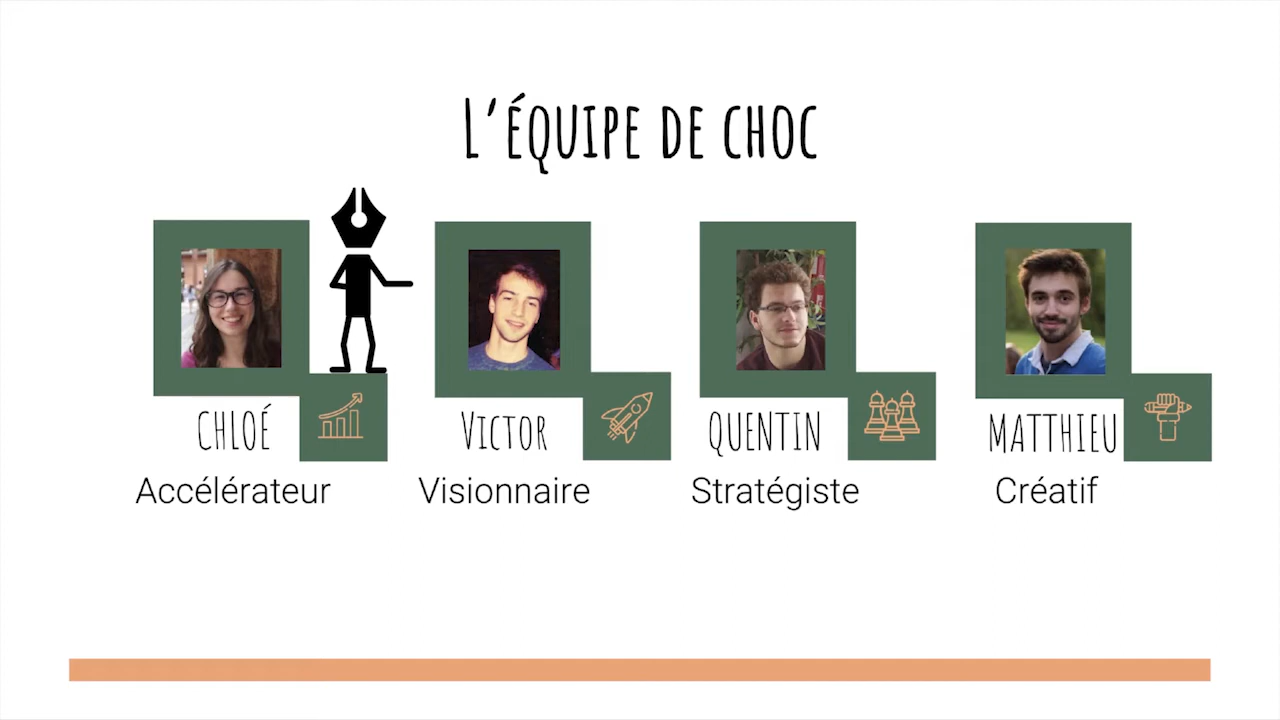 L'équipe de choc
CHLOÉ
Victor
QUENTIN
MATTHIEU
Accélérateur
Visionnaire
Stratégiste
Créatif